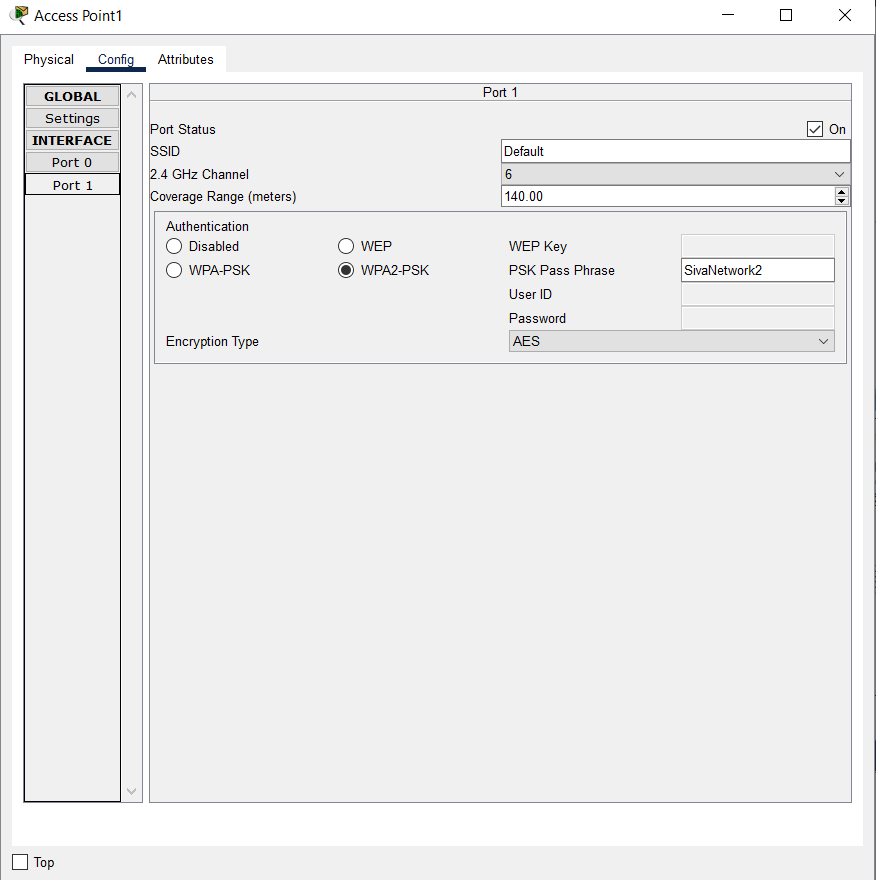 Access Point1
Physical Config Attributes
GLOBAL
Settings
INTERFACE
Port 0
Port 1
Port 1
Port Status On
SSID Default
2.4 GHz Channel 6
Coverage Range (meters) 140.00
Authentication
Disabled WEP WEP Key
WPA-PSK WPA2-PSK PSK Pass Phrase SivaNetwork2
User ID
Password
Encryption Type AES
Top